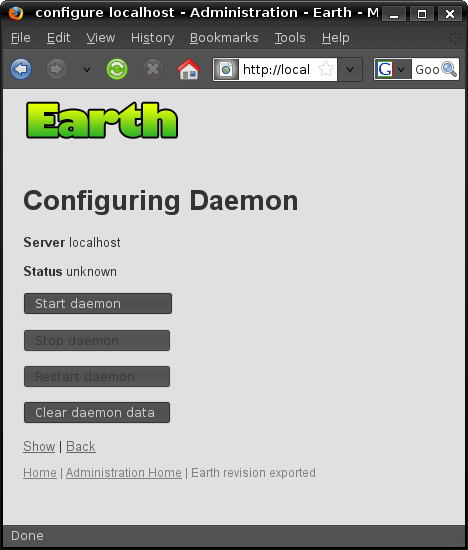 configure localhost - Administration - Earth - M
File Edit View History Bookmarks Tools Help
http://local G Goo
Earth
Configuring Daemon
Server localhost
Status unknown
Start daemon
Stop daemon
Restart daemon
Clear daemon data
Show | Back
Home | Administration Home | Earth revision exported
Done